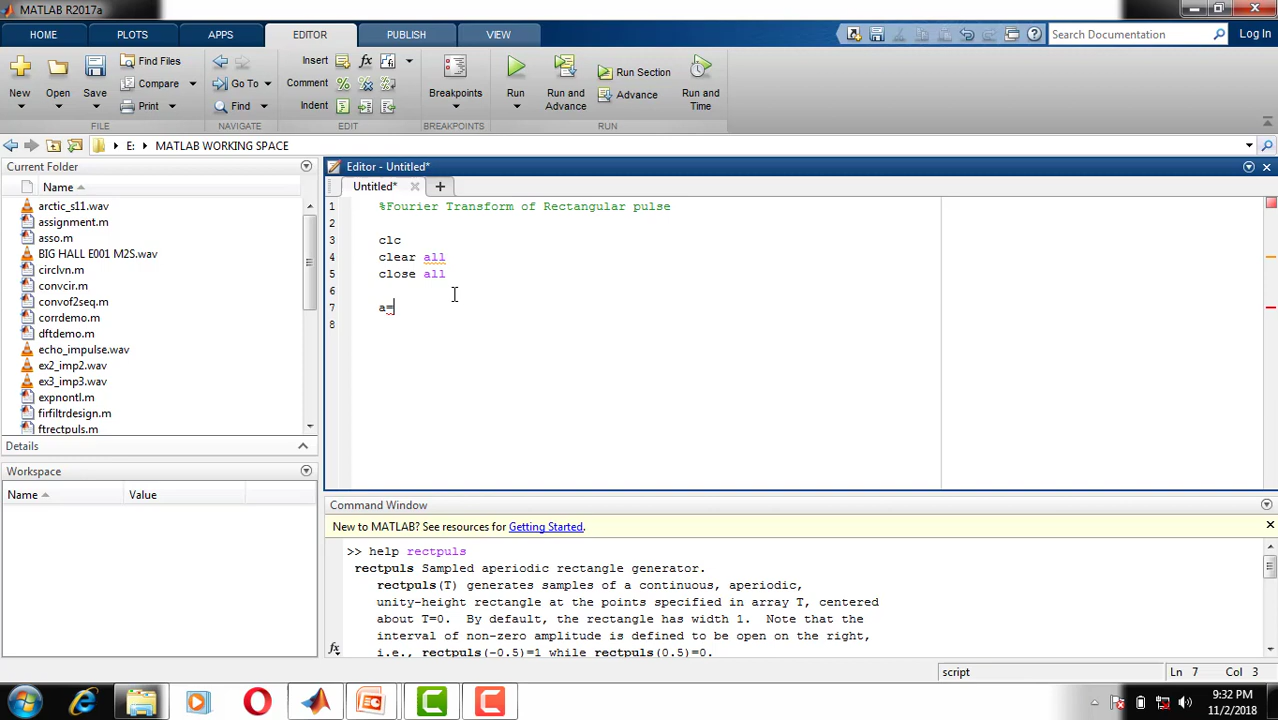 MATLAB R2017a
HOME PLOTS APPS EDITOR PUBLISH VIEW Search Documentation Log In
New Open Save Find Files Compare Print Go To Find Insert Comment Indent Breakpoints Run Run and Advance Run Section Advance Run and Time
FILE NAVIGATE EDIT BREAKPOINTS RUN
E: MATLAB WORKING SPACE
Current Folder
Name
arctic_s11.wav
assignment.m
asso.m
BIG HALL E001 M2S.wav
circlvn.m
convcir.m
convof2seq.m
corrdemo.m
dftdemo.m
echo_impulse.wav
ex2_imp2.wav
ex3_imp3.wav
expnontl.m
firfiltrdesign.m
ftrectpuls.m
Details
Workspace
Name Value
Editor - Untitled*
Untitled*
1 %Fourier Transform of Rectangular pulse
2
3 clc
4 clear all
5 close all
6
7 a=
8
Command Window
New to MATLAB? See resources for Getting Started.
>> help rectpuls
rectpuls Sampled aperiodic rectangle generator.
rectpuls(T) generates samples of a continuous, aperiodic,
unity-height rectangle at the points specified in array T, centered
about T=0. By default, the rectangle has width 1. Note that the
interval of non-zero amplitude is defined to be open on the right,
i.e., rectpuls(-0.5)=1 while rectpuls(0.5)=0.
script Ln 7 Col 3
9:32 PM
11/2/2018